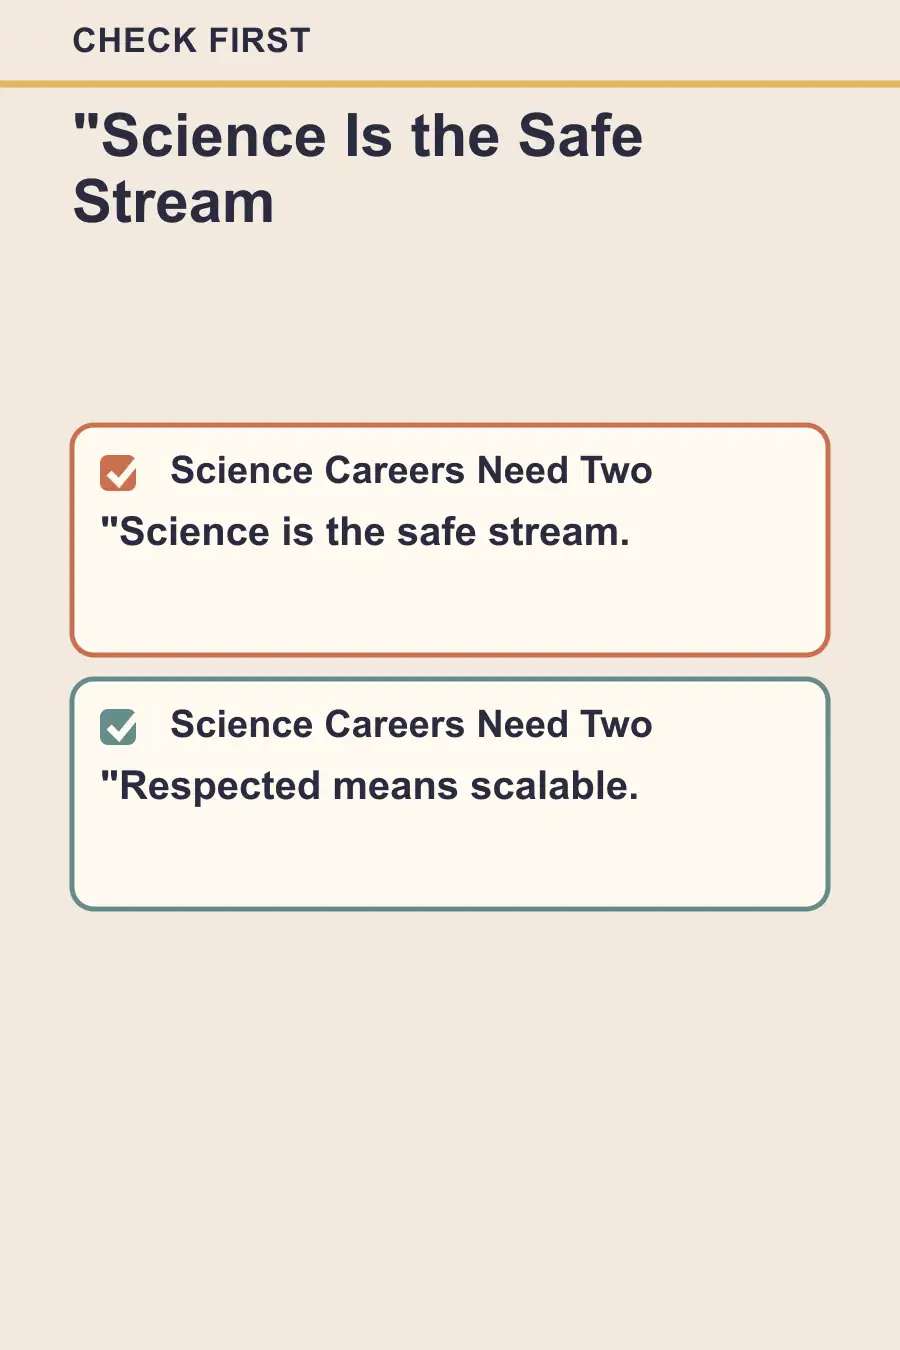 CHECK FIRST
"Science Is the Safe
Stream
Science Careers Need Two
"Science is the safe stream.
Science Careers Need Two
"Respected means scalable.